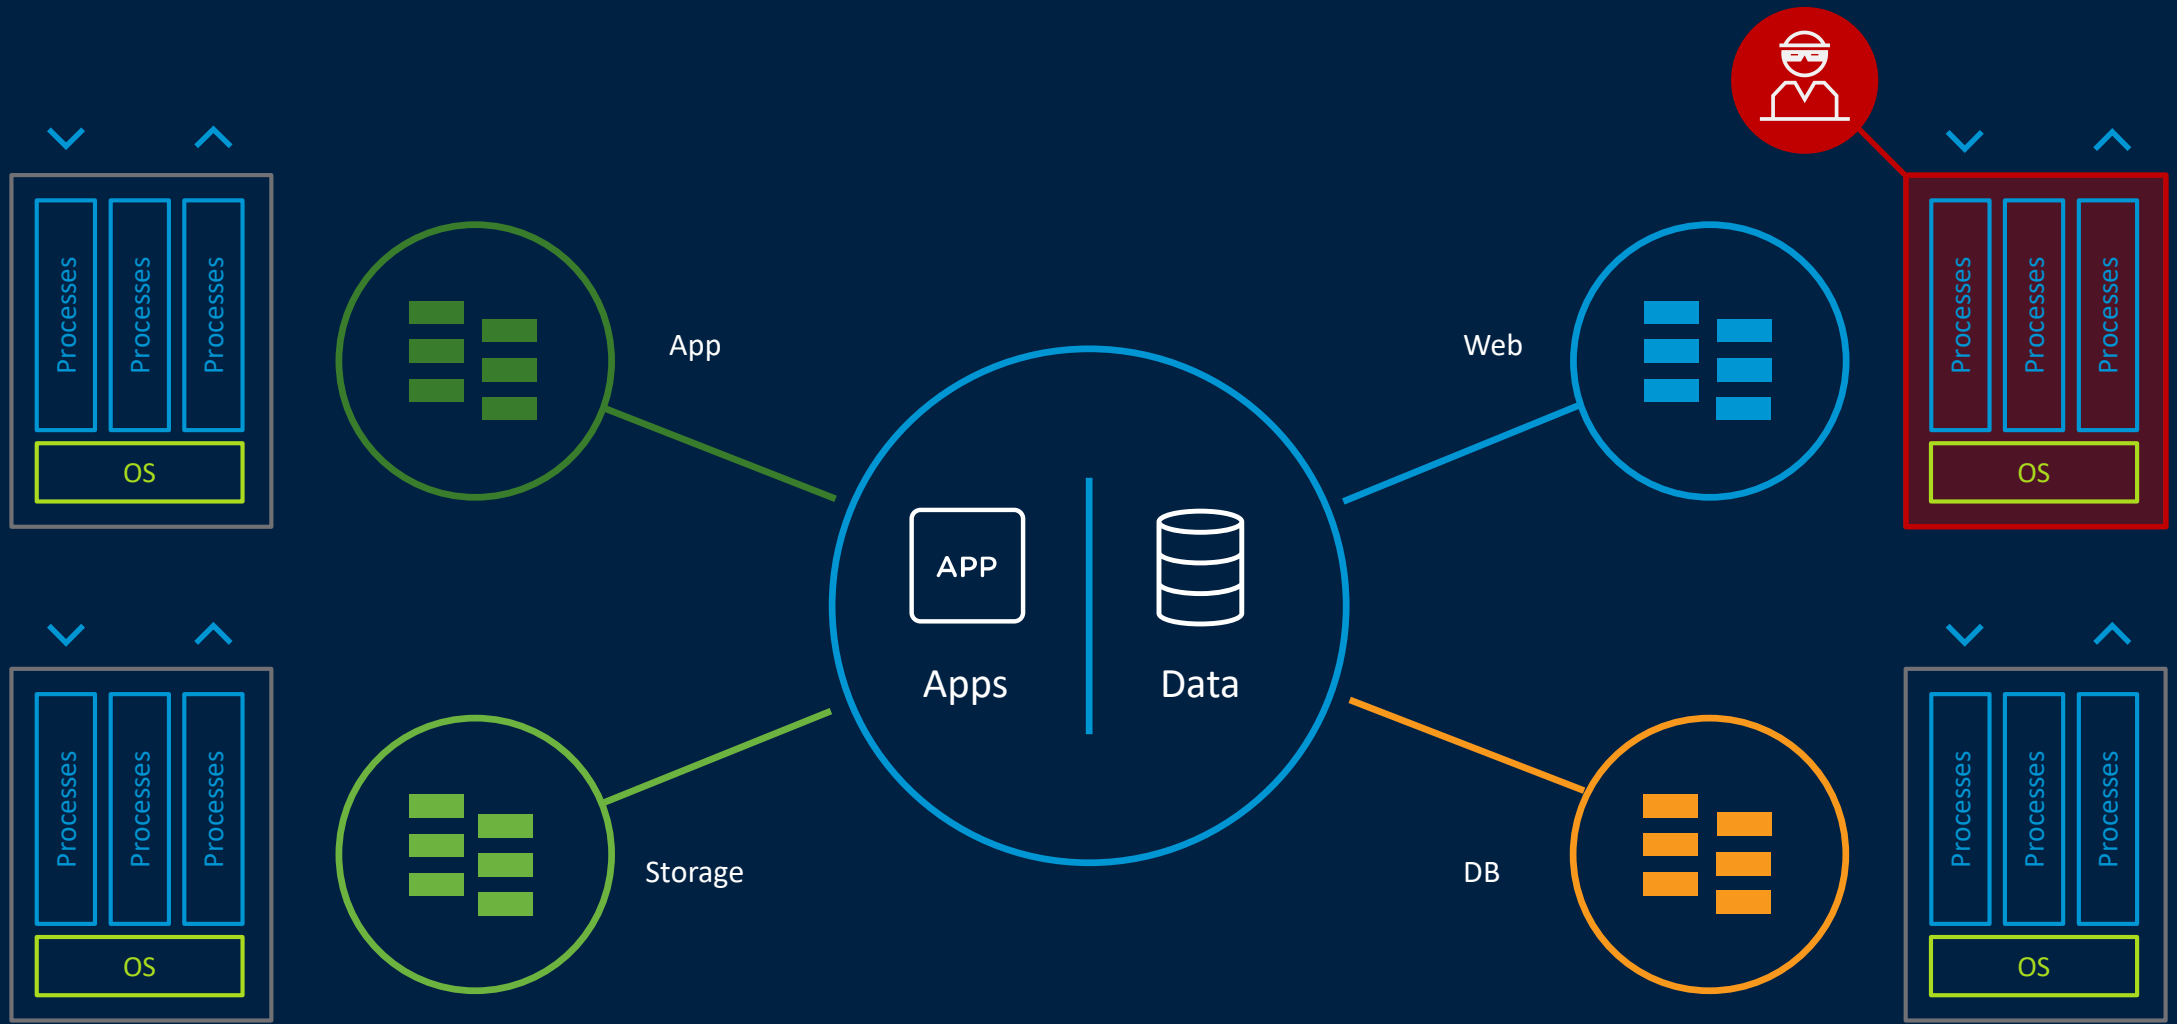 Processes
Processes
Processes
OS
App
Web
Processes
Processes
Processes
OS
APP
Apps
Data
Processes
Processes
Processes
OS
Storage
DB
Processes
Processes
Processes
OS